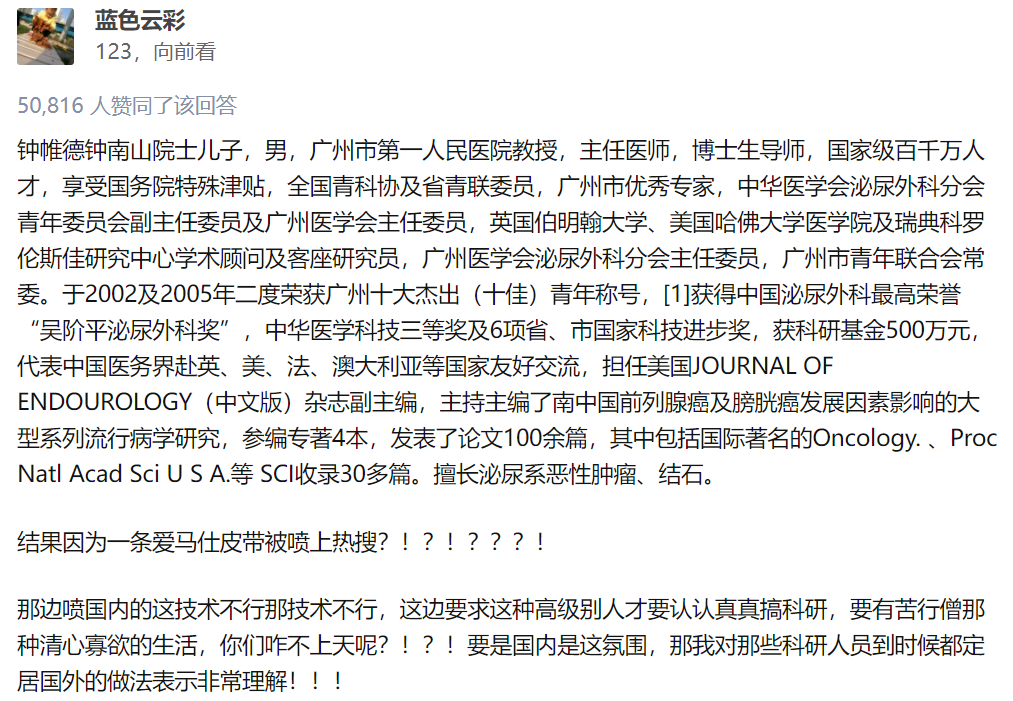 蓝色云彩
123，向前看
50,816 人赞同了该回答
钟帷德钟南山院士儿子，男，广州市第一人民医院教授，主任医师，博士生导师，国家级百千万人
才，享受国务院特殊津贴，全国青科协及省青联委员，广州市优秀专家，中华医学会泌尿外科分会
青年委员会副主任委员及广州医学会主任委员，英国伯明翰大学、美国哈佛大学医学院及瑞典科罗
伦斯佳研究中心学术顾问及客座研究员，广州医学会泌尿外科分会主任委员，广州市青年联合会常
委。于2002及2005年二度荣获广州十大杰出（十佳）青年称号，[1]获得中国泌尿外科最高荣誉
“吴阶平泌尿外科奖”，中华医学科技三等奖及6项省、市国家科技进步奖，获科研基金500万元，
代表中国医务界赴英、美、法、澳大利亚等国家友好交流，担任美国JOURNAL OF
ENDOUROLOGY（中文版）杂志副主编，主持主编了南中国前列腺癌及膀胱癌发展因素影响的大
型系列流行病学研究，参编专著4本，发表了论文100余篇，其中包括国际著名的Oncology. 、Proc
Natl Acad Sci U S A.等 SCI收录30多篇。擅长泌尿系恶性肿瘤、结石。
结果因为一条爱马仕皮带被喷上热搜？！？！？？？！
那边喷国内的这技术不行那技术不行，这边要求这种高级别人才要认认真真搞科研，要有苦行僧那
种清心寡欲的生活，你们咋不上天呢？！？！要是国内是这氛围，那我对那些科研人员到时候都定
居国外的做法表示非常理解！！！